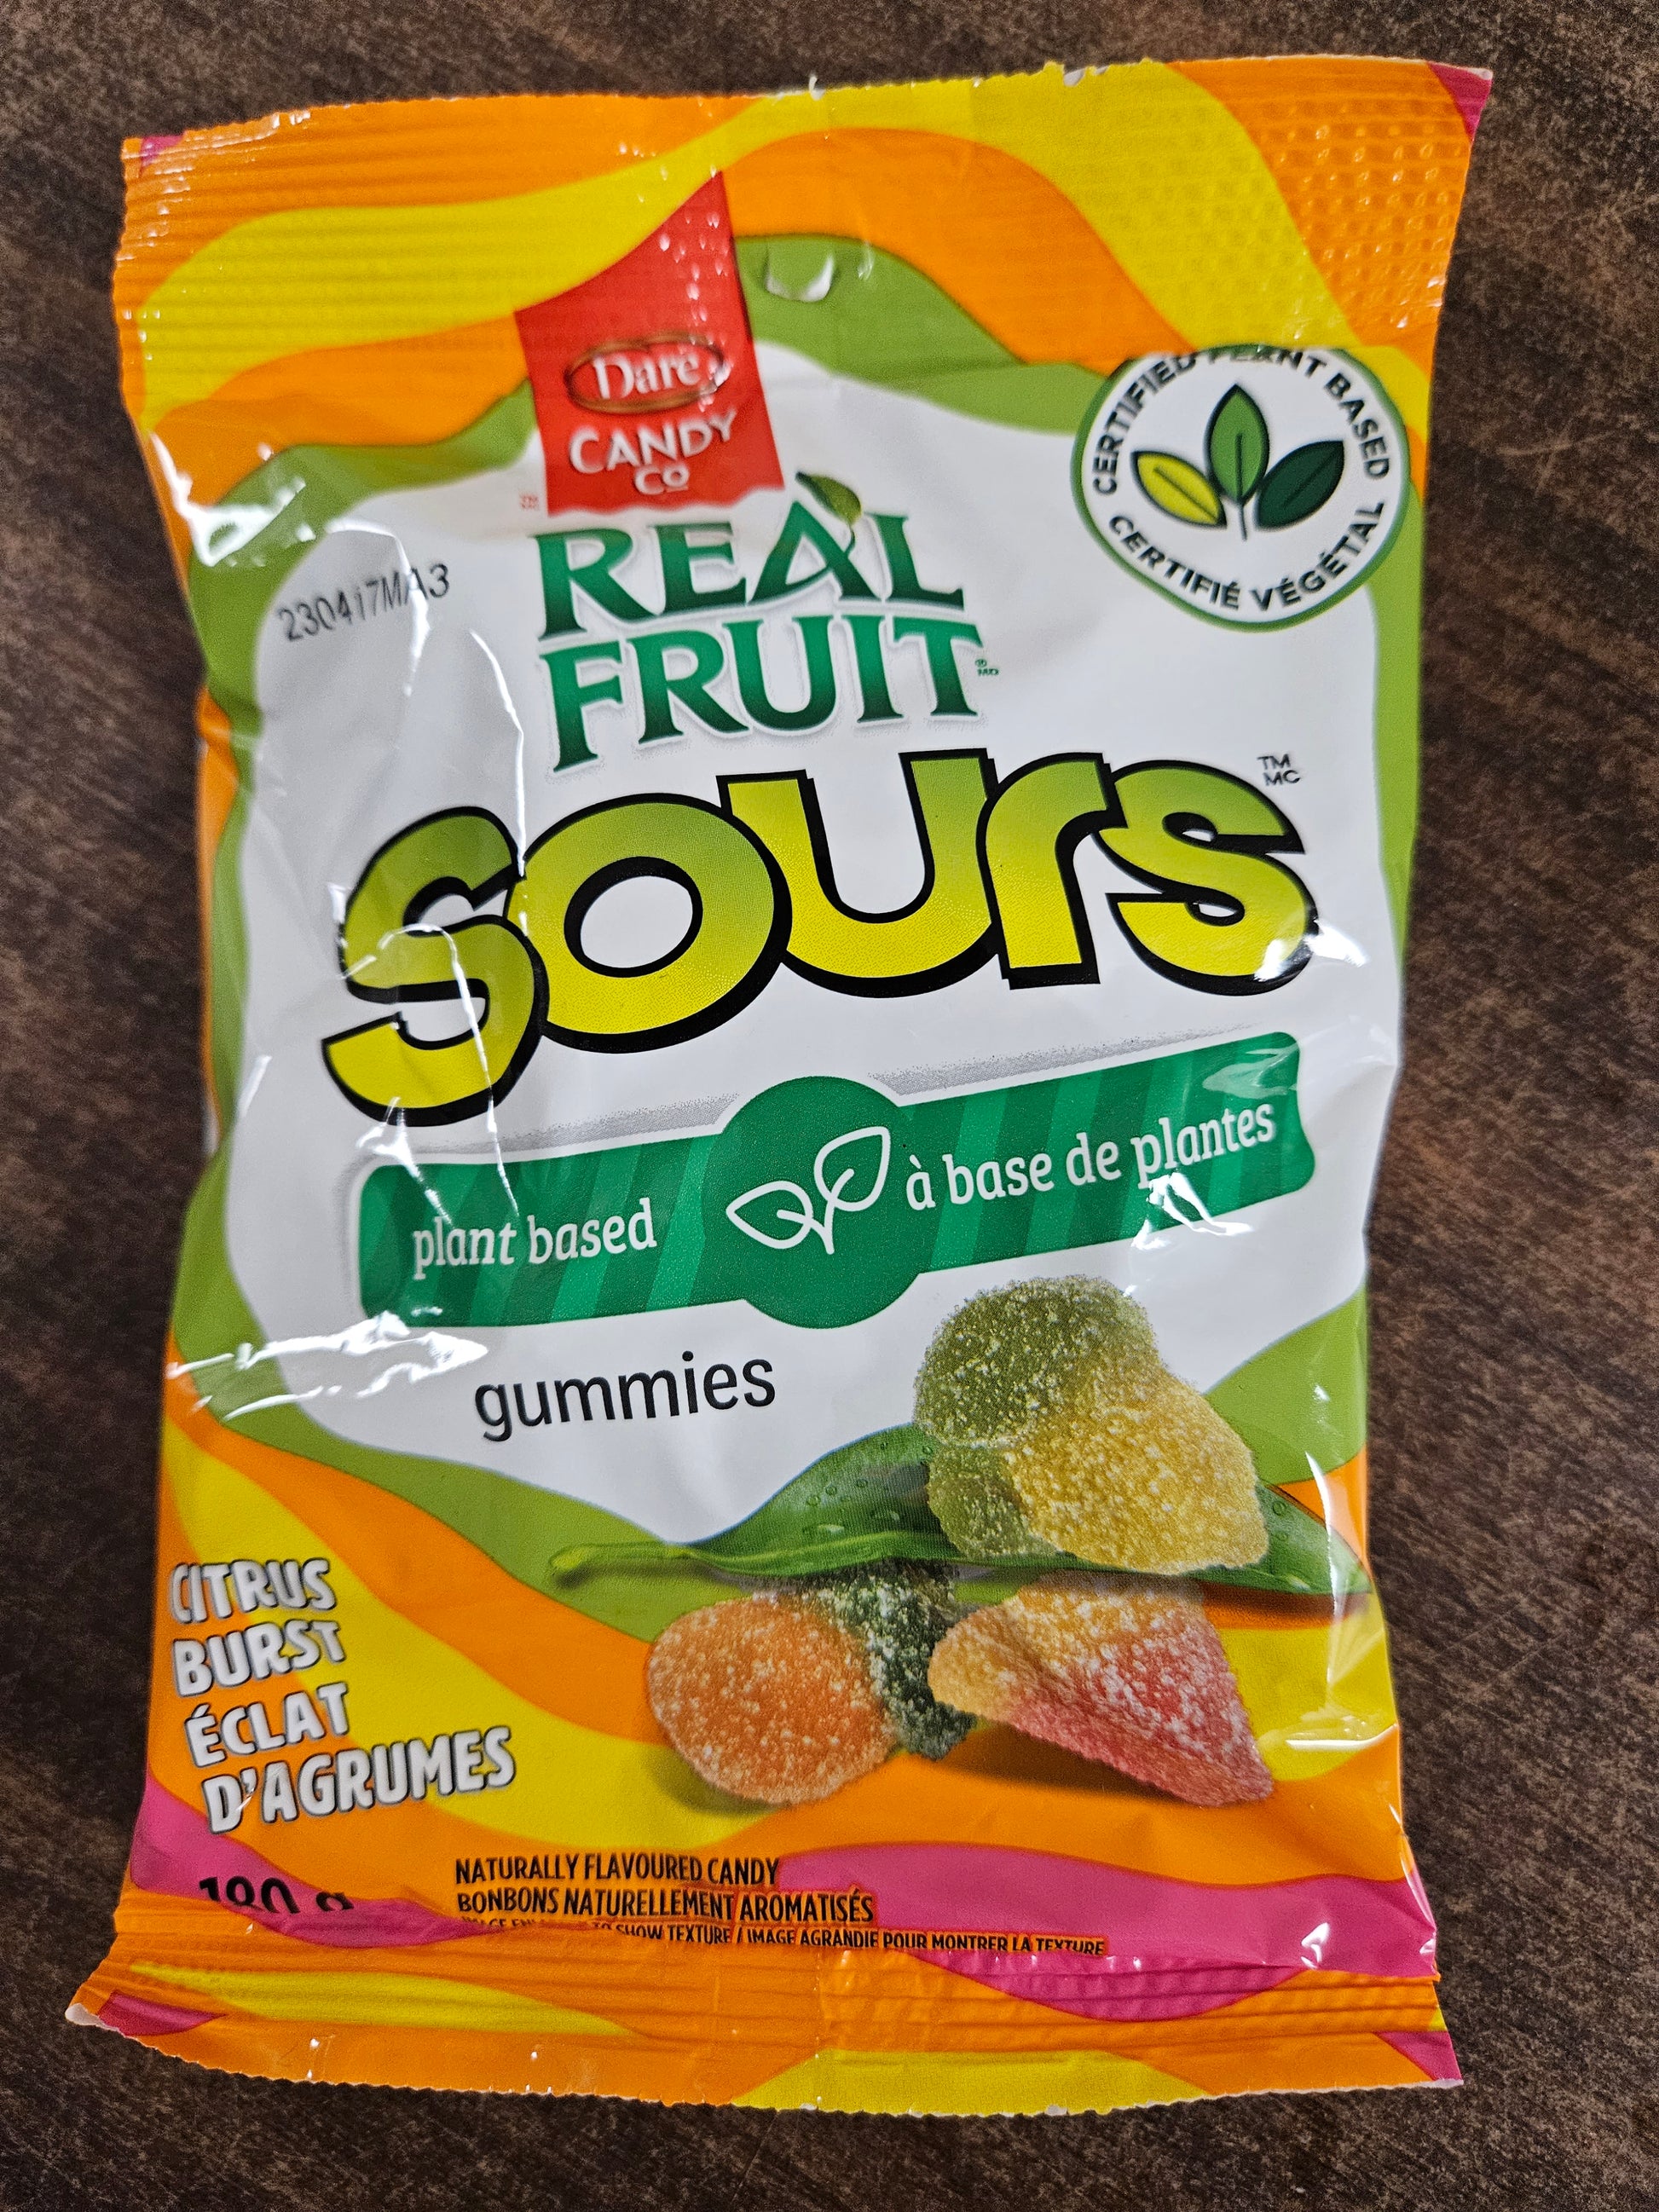 Dare
CANDY
CO
REAL
FRUIT
® MD
sours
TM
MC
230417MA3
CERTIFIED PLANT BASED
CERTIFIÉ VÉGÉTAL
plant based
à base de plantes
gummies
CITRUS
BURST
ÉCLAT
D'AGRUMES
180 g
NATURALLY FLAVOURED CANDY
BONBONS NATURELLEMENT AROMATISÉS
TO SHOW TEXTURE / IMAGE AGRANDIE POUR MONTRER LA TEXTURE